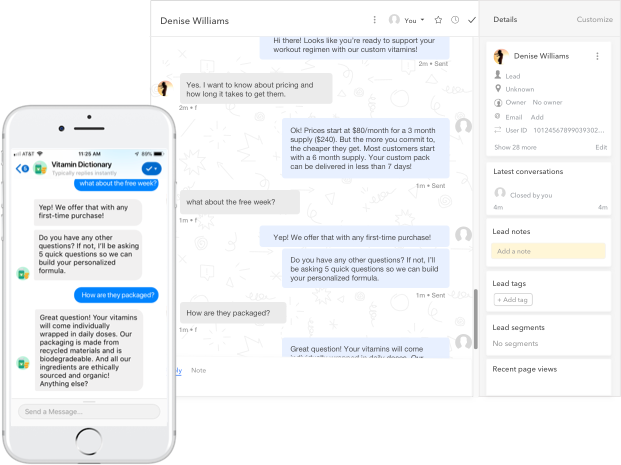 Denise Williams
You
Details
Customize
Hi there! Looks like you're ready to support your
workout regimen with our custom vitamins!
2m • Sent
Yes. I want to know about pricing and
how long it takes to get them.
2m • f
Ok! Prices start at $80/month for a 3 month
supply ($240). But the more you commit to,
the cheaper they get. Most customers start
with a 6 month supply. Your custom pack
can be delivered in less than 7 days!
1m • Sent
what about the free week?
1m • f
Yep! We offer that with any first-time purchase!
Do you have any other questions? If not, I'll
be asking 5 quick questions so we can build
your personalized formula.
1m • Sent
How are they packaged?
1m • f
Great question! Your vitamins will come
individually wrapped in daily doses. Our
Note
Denise Williams
Lead
Unknown
Owner No owner
Email Add
User ID 10124567899039302...
Show 28 more
Edit
Latest conversations
Closed by you
4m
4m
Lead notes
Add a note
Lead tags
+ Add tag
Lead segments
No segments
Recent page views
AT&T
11:25 AM
89%
6
Vitamin Dictionary
Typically replies instantly
what about the free week?
Yep! We offer that with any
first-time purchase!
Do you have any other
questions? If not, I'll be asking
5 quick questions so we can
build your personalized
formula.
How are they packaged?
Great question! Your vitamins
will come individually
wrapped in daily doses. Our
packaging is made from
recycled materials and is
biodegradable. And all our
ingredients are ethically
sourced and organic!
Anything else?
Send a Message...